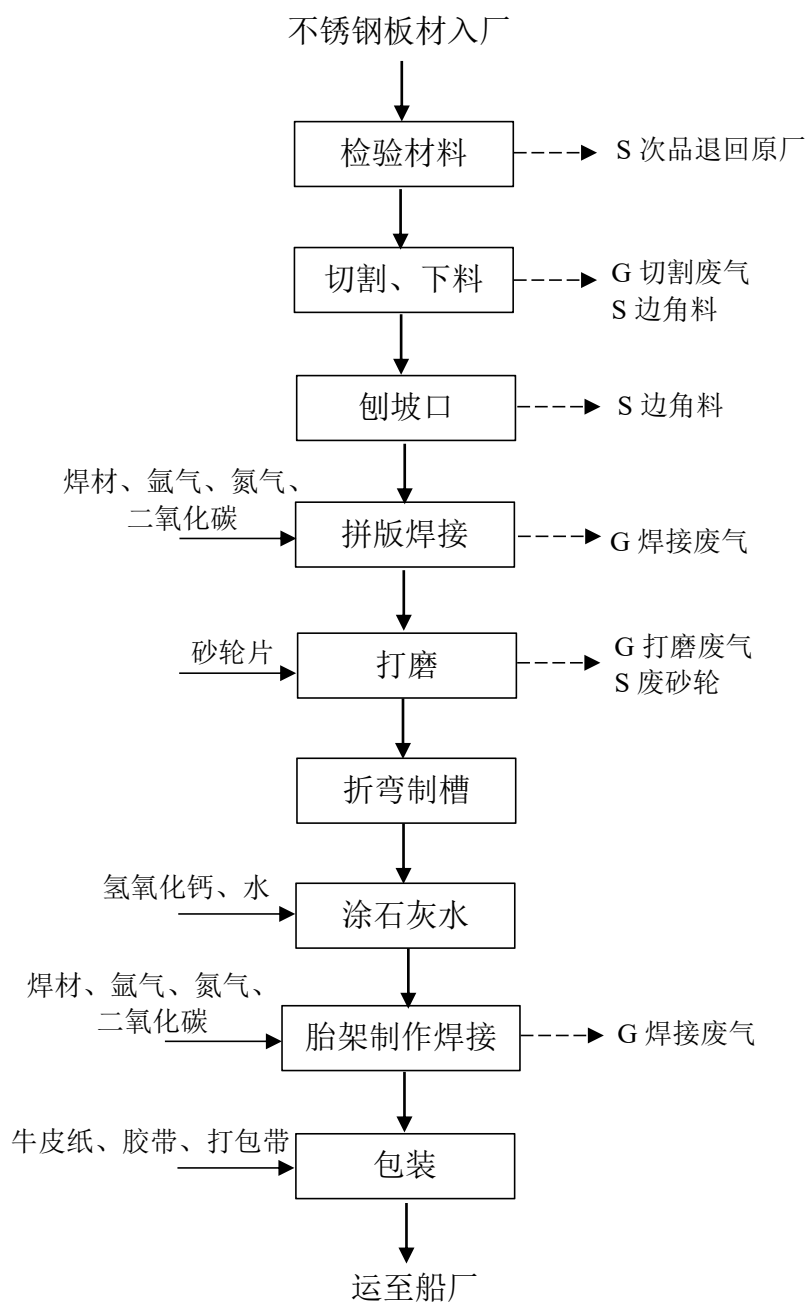 不锈钢板材入厂
检验材料
S 次品退回原厂
切割、下料
G 切割废气
S 边角料
刨坡口
S 边角料
焊材、氩气、氮气、
二氧化碳
拼版焊接
G 焊接废气
砂轮片
打磨
G 打磨废气
S 废砂轮
折弯制槽
氢氧化钙、水
涂石灰水
焊材、氩气、氮气、
二氧化碳
胎架制作焊接
G 焊接废气
牛皮纸、胶带、打包带
包装
运至船厂